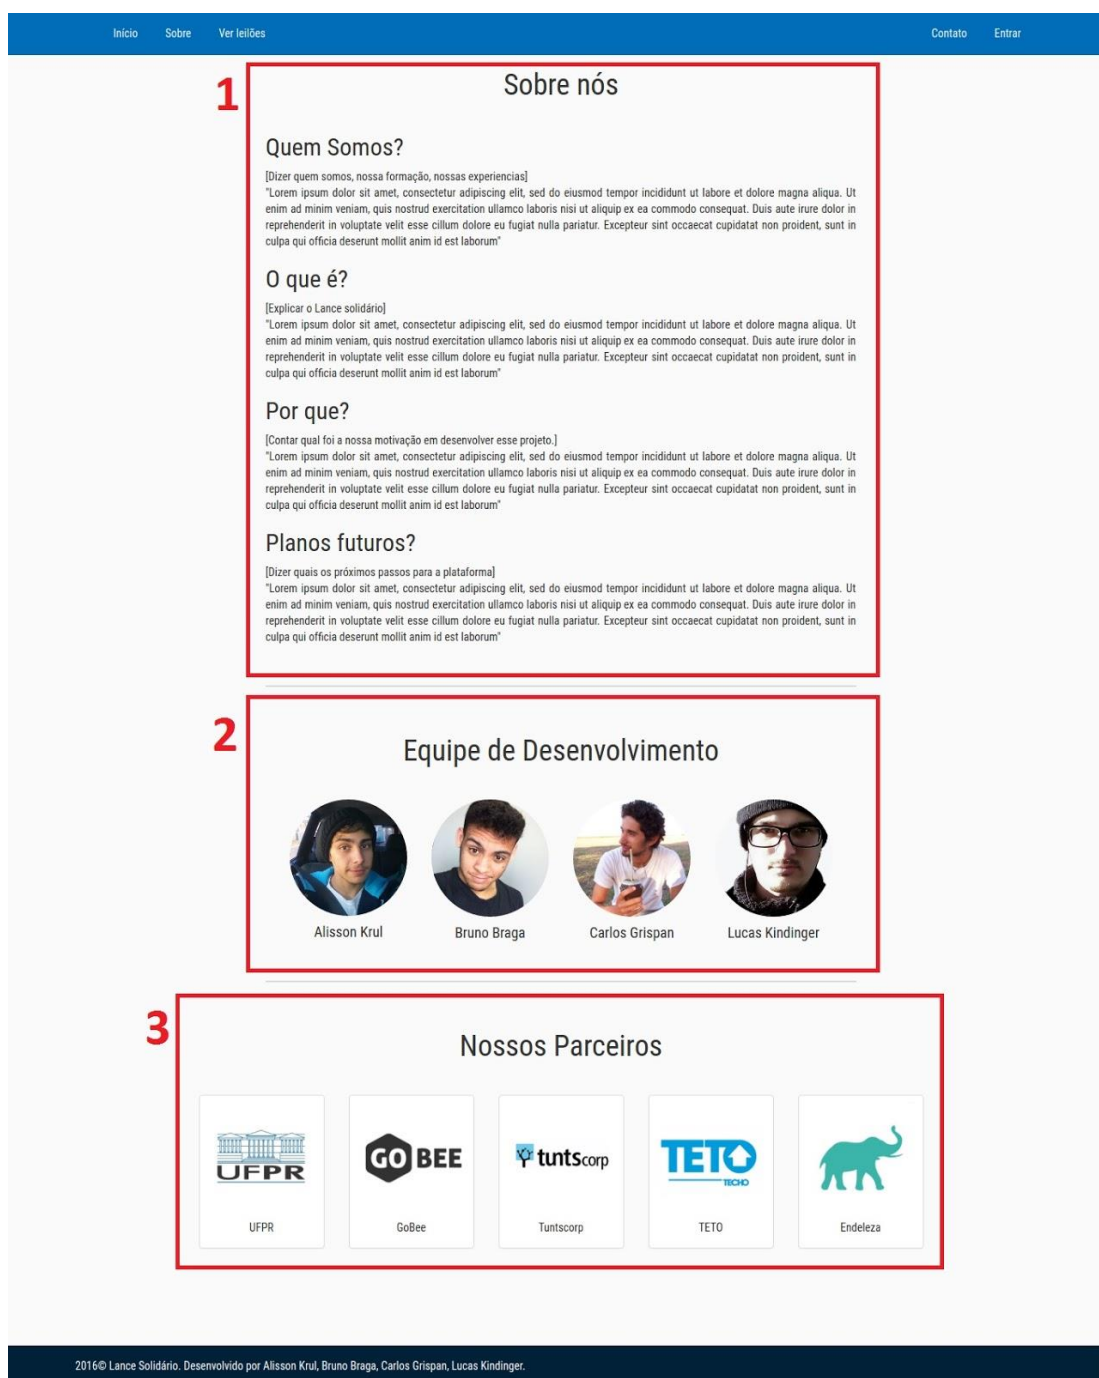 Início Sobre Ver leilões Contato Entrar
1
Sobre nós
Quem Somos?
[Dizer quem somos, nossa formação, nossas experiencias]
"Lorem ipsum dolor sit amet, consectetur adipiscing elit, sed do eiusmod tempor incididunt ut labore et dolore magna aliqua. Ut
enim ad minim veniam, quis nostrud exercitation ullamco laboris nisi ut aliquip ex ea commodo consequat. Duis aute irure dolor in
reprehenderit in voluptate velit esse cillum dolore eu fugiat nulla pariatur. Excepteur sint occaecat cupidatat non proident, sunt in
culpa qui officia deserunt mollit anim id est laborum"
O que é?
[Explicar o Lance solidário]
"Lorem ipsum dolor sit amet, consectetur adipiscing elit, sed do eiusmod tempor incididunt ut labore et dolore magna aliqua. Ut
enim ad minim veniam, quis nostrud exercitation ullamco laboris nisi ut aliquip ex ea commodo consequat. Duis aute irure dolor in
reprehenderit in voluptate velit esse cillum dolore eu fugiat nulla pariatur. Excepteur sint occaecat cupidatat non proident, sunt in
culpa qui officia deserunt mollit anim id est laborum"
Por que?
[Contar qual foi a nossa motivação em desenvolver esse projeto.]
"Lorem ipsum dolor sit amet, consectetur adipiscing elit, sed do eiusmod tempor incididunt ut labore et dolore magna aliqua. Ut
enim ad minim veniam, quis nostrud exercitation ullamco laboris nisi ut aliquip ex ea commodo consequat. Duis aute irure dolor in
reprehenderit in voluptate velit esse cillum dolore eu fugiat nulla pariatur. Excepteur sint occaecat cupidatat non proident, sunt in
culpa qui officia deserunt mollit anim id est laborum"
Planos futuros?
[Dizer quais os próximos passos para a plataforma]
"Lorem ipsum dolor sit amet, consectetur adipiscing elit, sed do eiusmod tempor incididunt ut labore et dolore magna aliqua. Ut
enim ad minim veniam, quis nostrud exercitation ullamco laboris nisi ut aliquip ex ea commodo consequat. Duis aute irure dolor in
reprehenderit in voluptate velit esse cillum dolore eu fugiat nulla pariatur. Excepteur sint occaecat cupidatat non proident, sunt in
culpa qui officia deserunt mollit anim id est laborum"
2
Equipe de Desenvolvimento
Alisson Krul Bruno Braga Carlos Grispan Lucas Kindinger
3
Nossos Parceiros
UFPR GO BEE tuntscorp TETO TECHO
UFPR GoBee Tuntscorp TETO Endeleza
2016© Lance Solidário. Desenvolvido por Alisson Krul, Bruno Braga, Carlos Grispan, Lucas Kindinger.